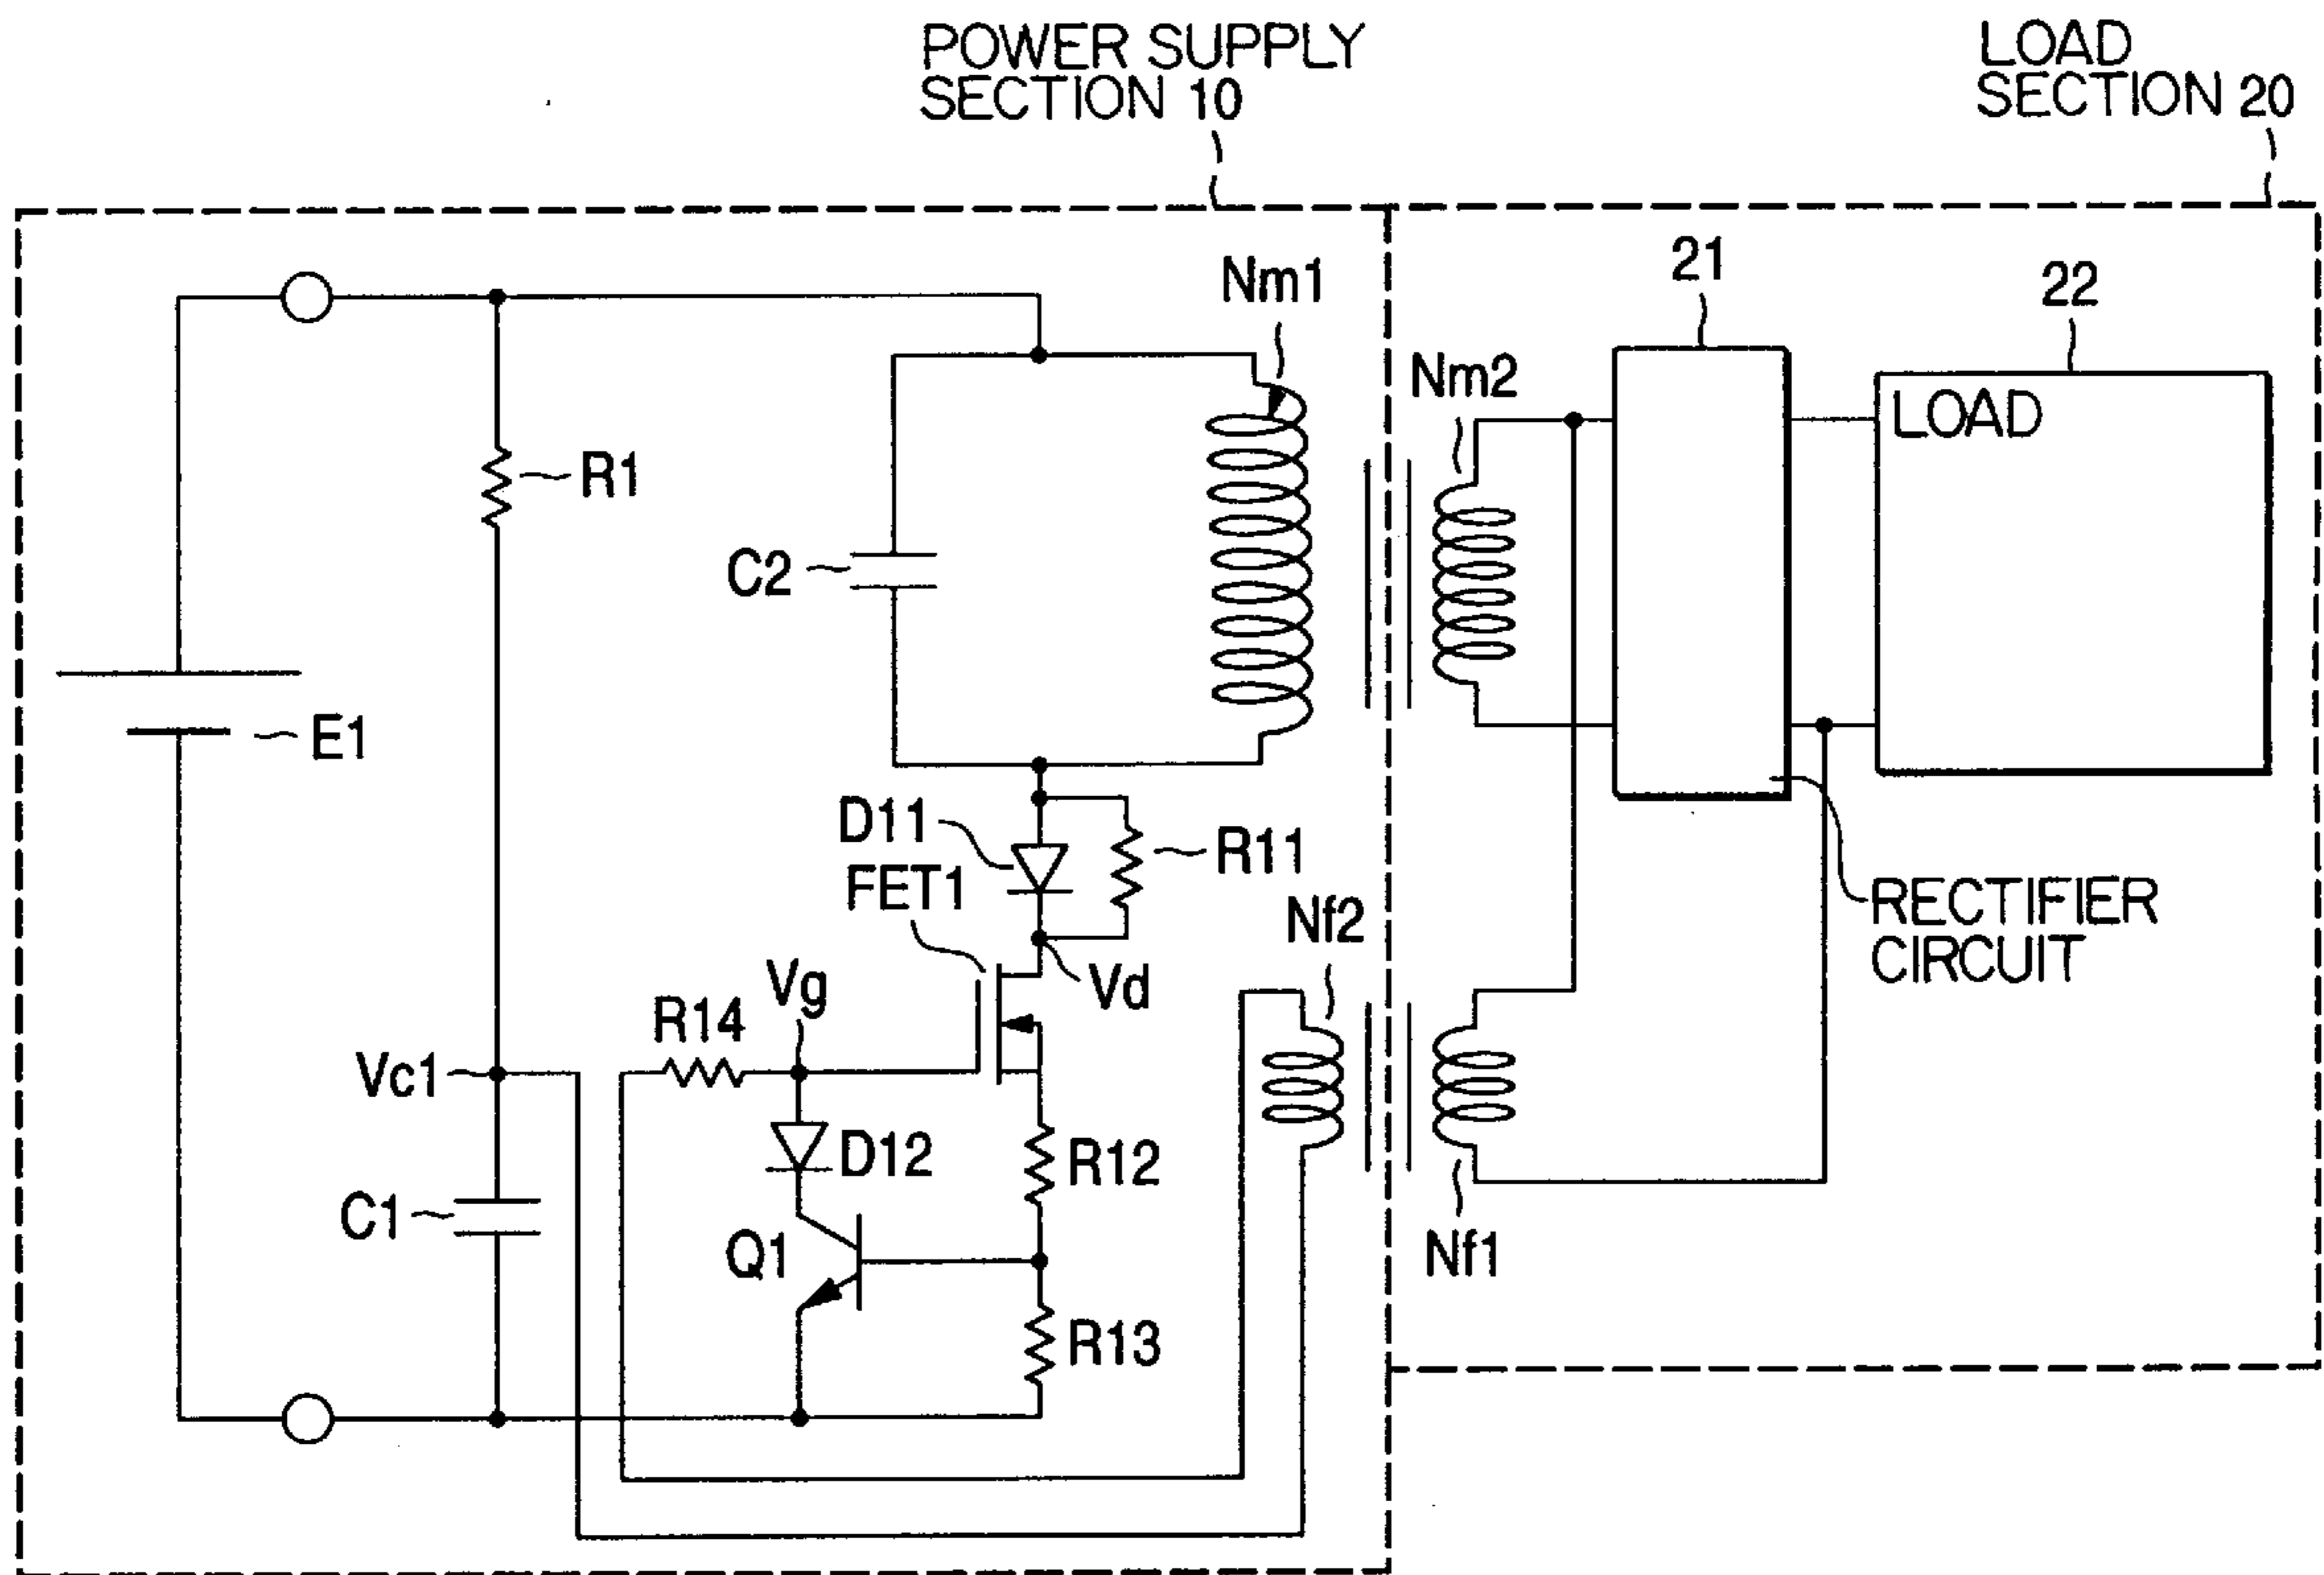 POWER SUPPLY
SECTION 10
LOAD
SECTION 20
Nm1
21
22
Nm2
LOAD
R1
C2
E1
D11
R11
FET1
Nf2
RECTIFIER
CIRCUIT
Vg
Vd
R14
Vc1
D12
R12
C1
Q1
Nf1
R13